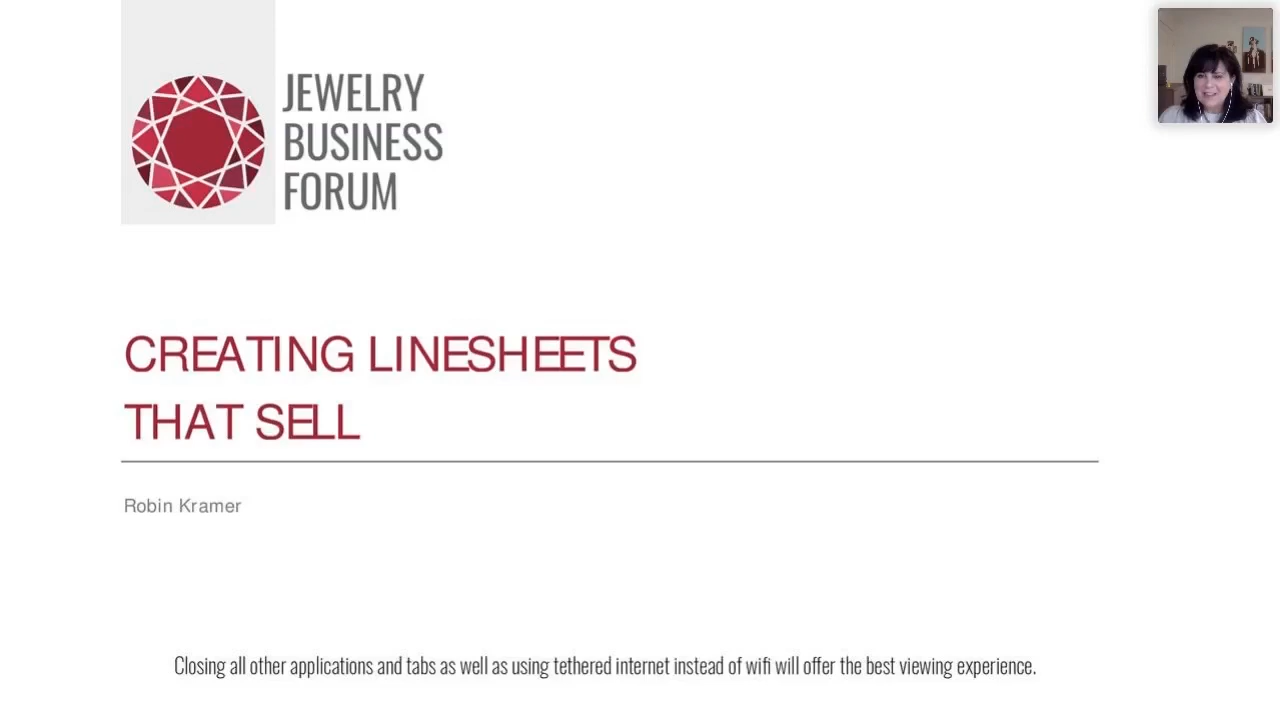 JEWELRY
BUSINESS
FORUM
CREATING LINESHEETS
THAT SELL
Robin Kramer
Closing all other applications and tabs as well as using tethered internet instead of wifi will offer the best viewing experience.